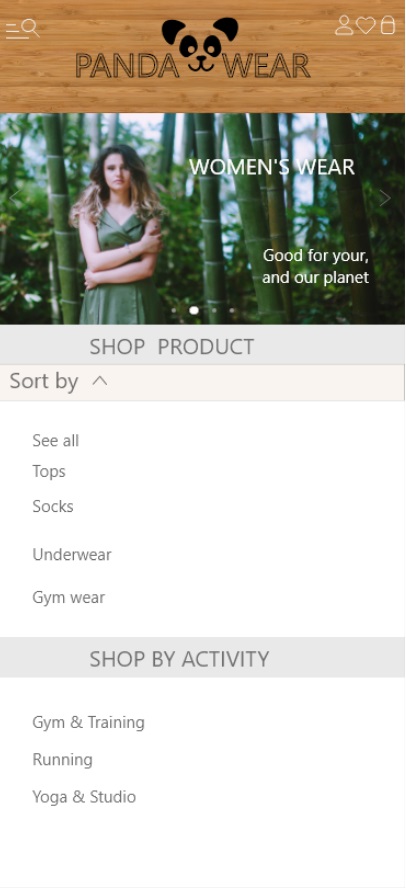 PANDA WEAR
WOMEN'S WEAR
Good for your,
and our planet
SHOP PRODUCT
Sort by
See all
Tops
Socks
Underwear
Gym wear
SHOP BY ACTIVITY
Gym & Training
Running
Yoga & Studio